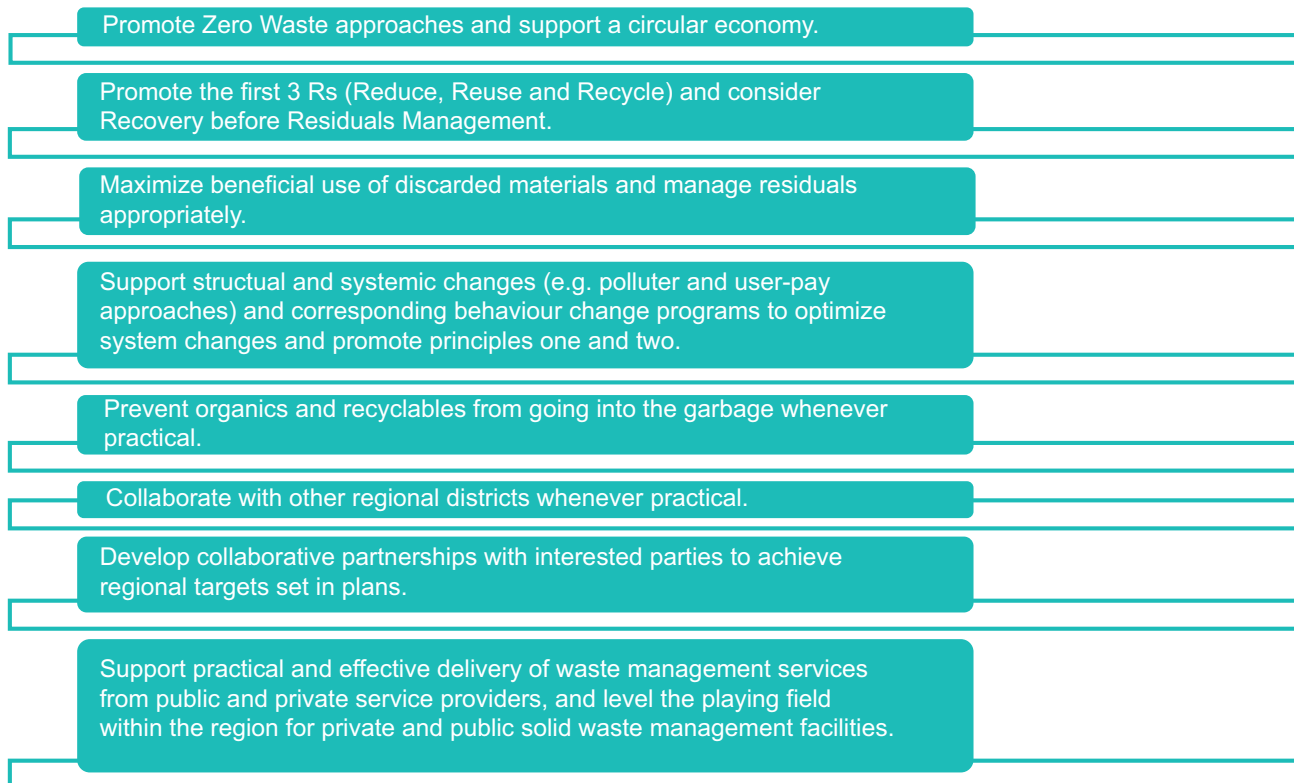 Promote Zero Waste approaches and support a circular economy.
Promote the first 3 Rs (Reduce, Reuse and Recycle) and consider
Recovery before Residuals Management.
Maximize beneficial use of discarded materials and manage residuals
appropriately.
Support structual and systemic changes (e.g. polluter and user-pay
approaches) and corresponding behaviour change programs to optimize
system changes and promote principles one and two.
Prevent organics and recyclables from going into the garbage whenever
practical.
Collaborate with other regional districts whenever practical.
Develop collaborative partnerships with interested parties to achieve
regional targets set in plans.
Support practical and effective delivery of waste management services
from public and private service providers, and level the playing field
within the region for private and public solid waste management facilities.